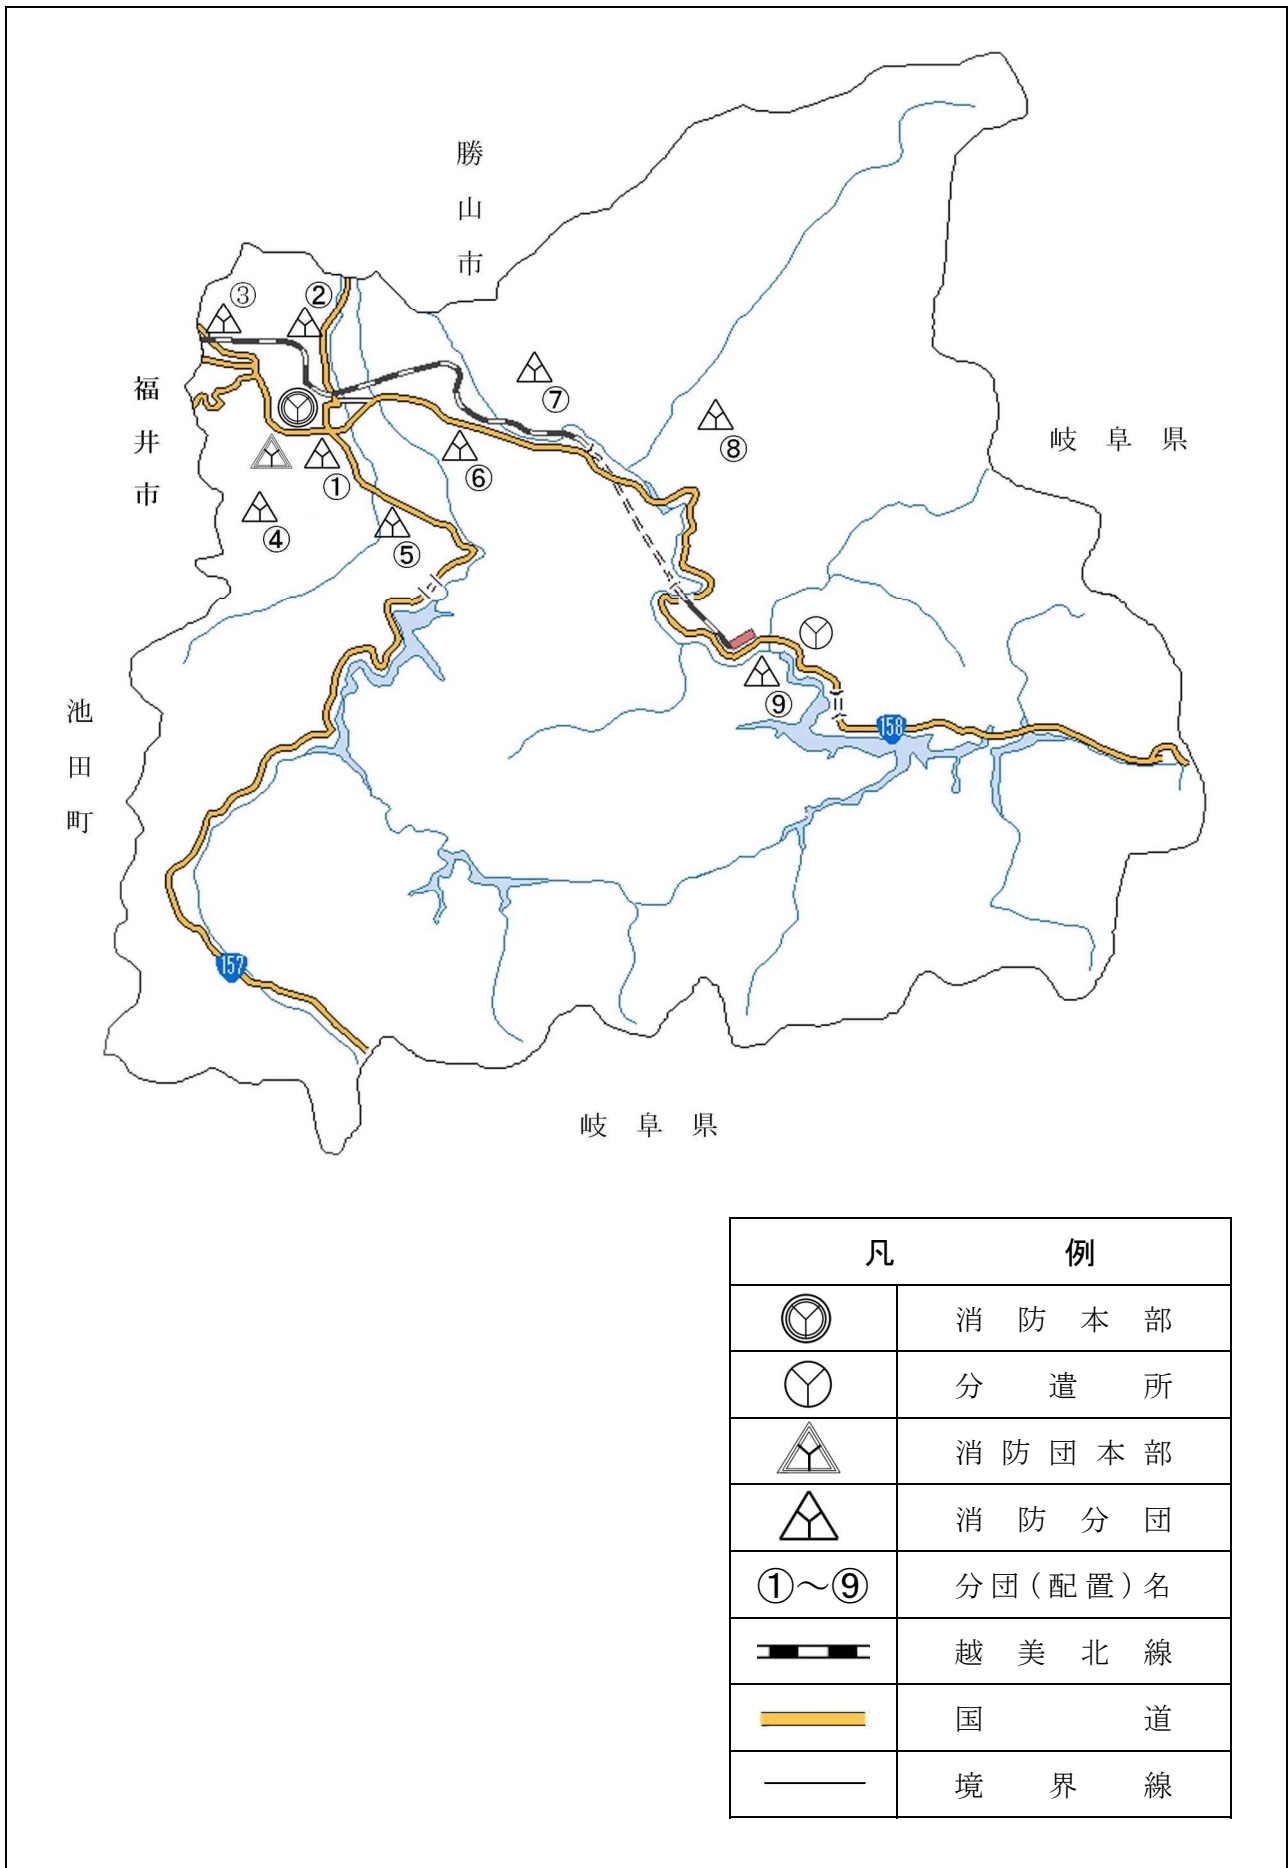 勝山市
③
②
福井市
⑦
⑧
岐阜県
⑥
①
④
⑤
⑨
池田町
158
157
岐阜県
凡例
消防本部
分遣所
消防団本部
消防分団
①～⑨ 分団(配置)名
越美北線
国道
境界線